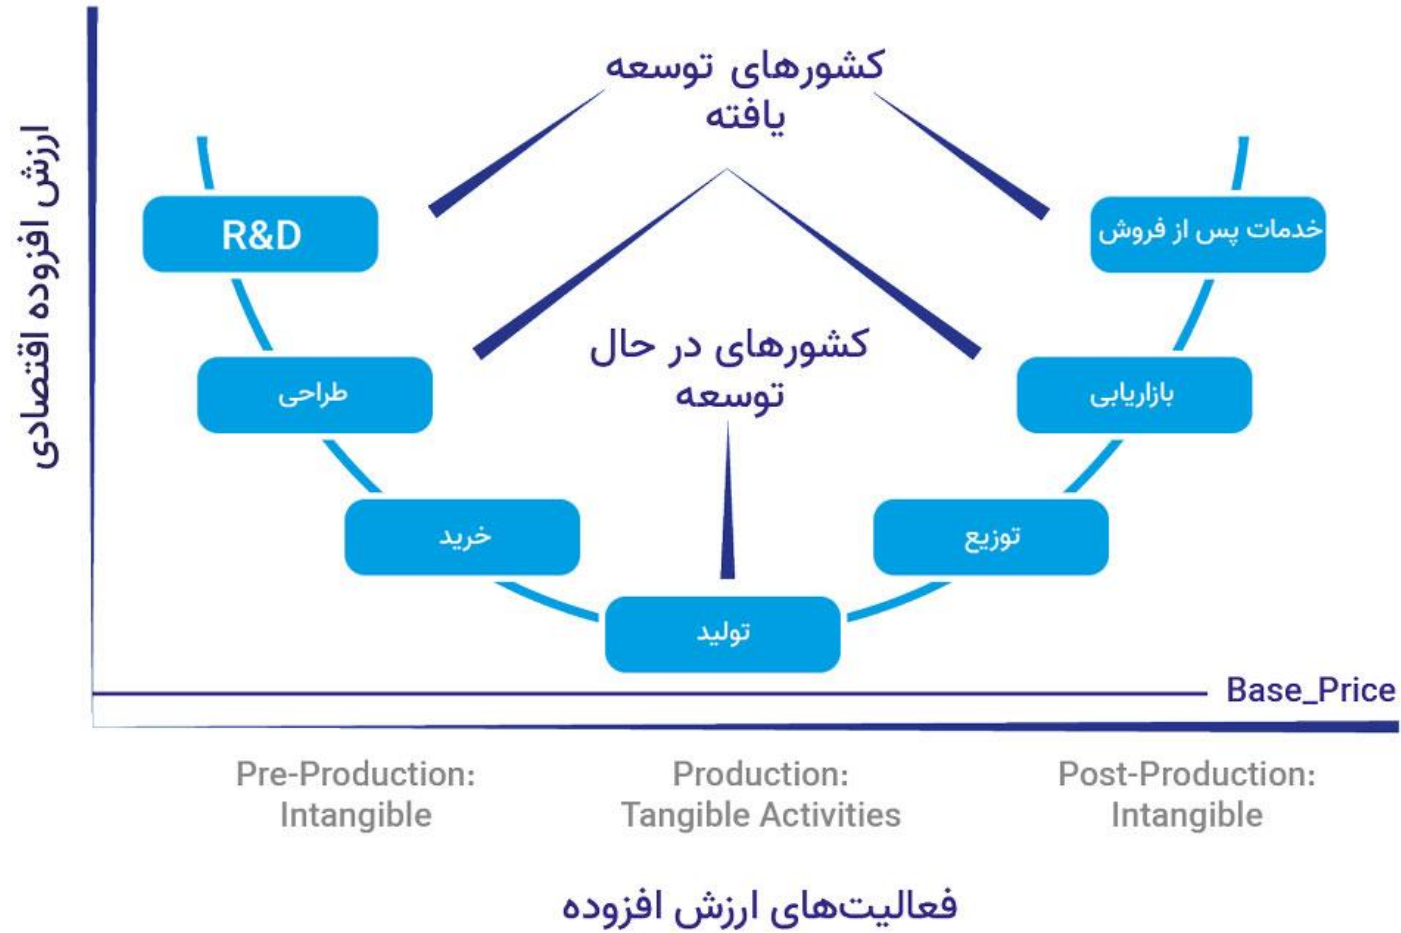 کشورهای توسعه
یافته
ارزش افزوده اقتصادی
R&D
خدمات پس از فروش
کشورهای در حال
توسعه
طراحی
بازاریابی
خرید
توزیع
تولید
Base_Price
Pre-Production:
Intangible
Production:
Tangible Activities
Post-Production:
Intangible
فعالیت‌های ارزش افزوده